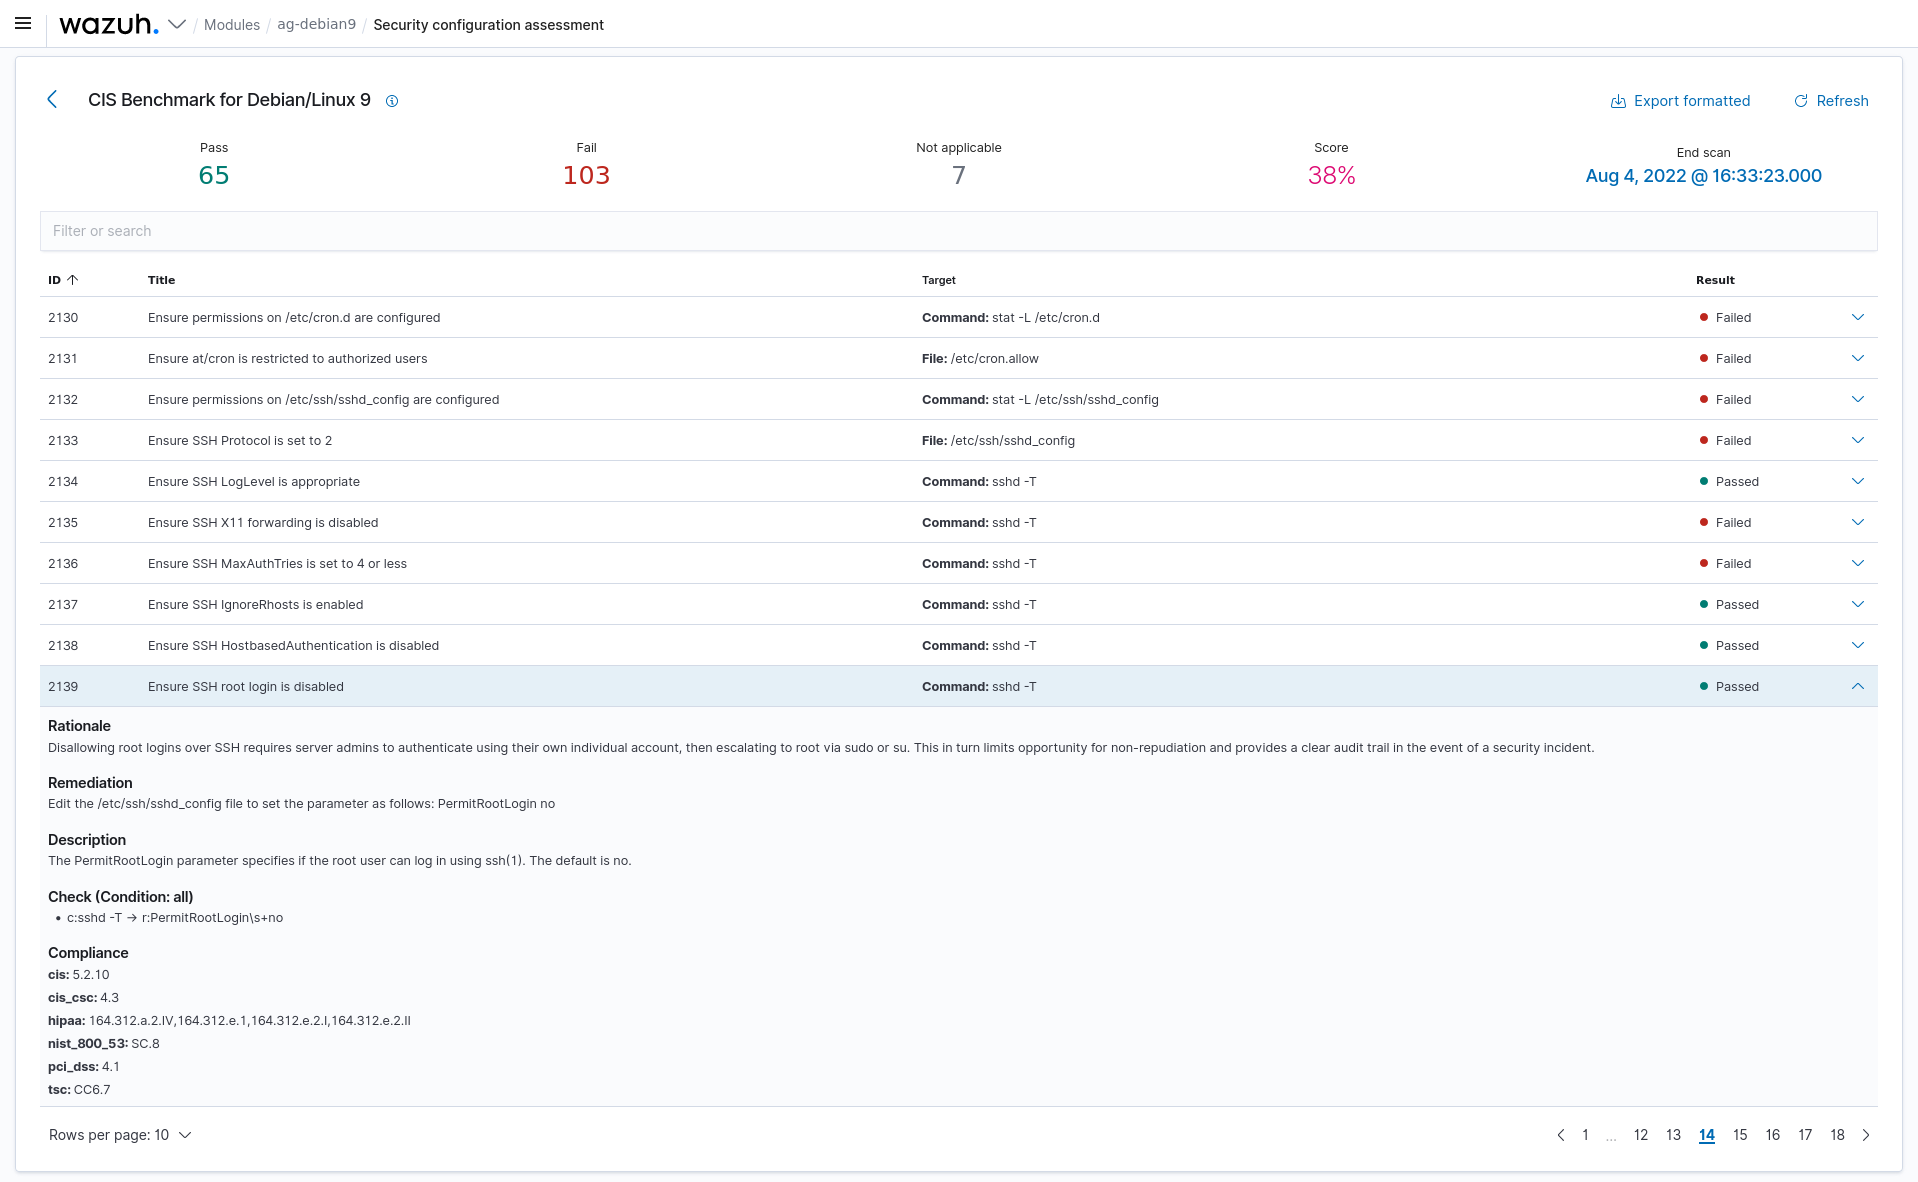 wazuh. / Modules / ag-debian9 / Security configuration assessment
CIS Benchmark for Debian/Linux 9
Export formatted
Refresh
Pass
65
Fail
103
Not applicable
7
Score
38%
End scan
Aug 4, 2022 @ 16:33:23.000
Filter or search
ID Title Target Result
2130 Ensure permissions on /etc/cron.d are configured Command: stat -L /etc/cron.d Failed
2131 Ensure at/cron is restricted to authorized users File: /etc/cron.allow Failed
2132 Ensure permissions on /etc/ssh/sshd_config are configured Command: stat -L /etc/ssh/sshd_config Failed
2133 Ensure SSH Protocol is set to 2 File: /etc/ssh/sshd_config Failed
2134 Ensure SSH LogLevel is appropriate Command: sshd -T Passed
2135 Ensure SSH X11 forwarding is disabled Command: sshd -T Failed
2136 Ensure SSH MaxAuthTries is set to 4 or less Command: sshd -T Failed
2137 Ensure SSH IgnoreRhosts is enabled Command: sshd -T Passed
2138 Ensure SSH HostbasedAuthentication is disabled Command: sshd -T Passed
2139 Ensure SSH root login is disabled Command: sshd -T Passed
Rationale
Disallowing root logins over SSH requires server admins to authenticate using their own individual account, then escalating to root via sudo or su. This in turn limits opportunity for non-repudiation and provides a clear audit trail in the event of a security incident.
Remediation
Edit the /etc/ssh/sshd_config file to set the parameter as follows: PermitRootLogin no
Description
The PermitRootLogin parameter specifies if the root user can log in using ssh(1). The default is no.
Check (Condition: all)
• c:sshd -T → r:PermitRootLogin\s+no
Compliance
cis: 5.2.10
cis_csc: 4.3
hipaa: 164.312.a.2.IV,164.312.e.1,164.312.e.2.I,164.312.e.2.II
nist_800_53: SC.8
pci_dss: 4.1
tsc: CC6.7
Rows per page: 10
1 ... 12 13 14 15 16 17 18